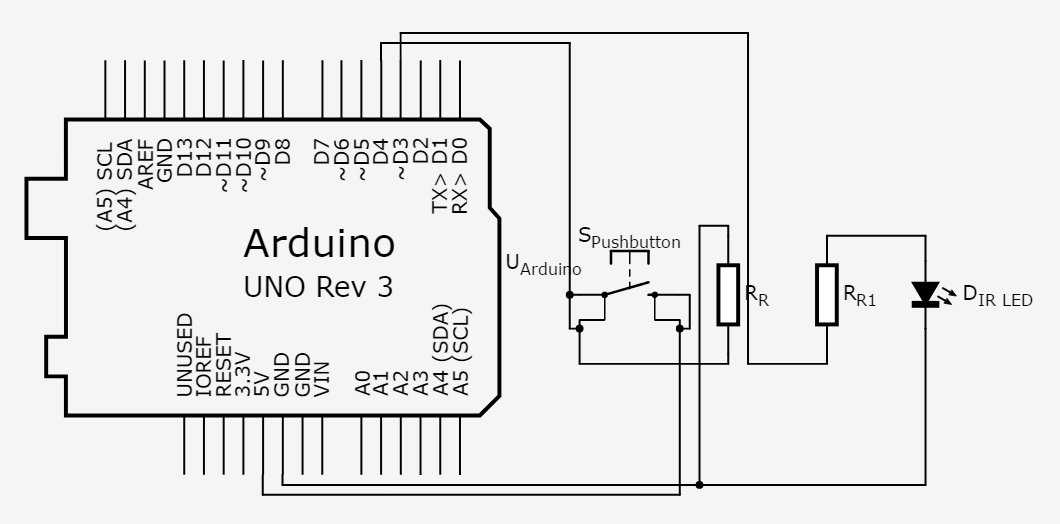 (A5) SCL
(A4) SDA
AREF
GND
D13
D12
~D11
~D10
~D9
D8
D7
~D6
~D5
D4
~D3
D2
TX> D1
RX> D0
Arduino
UNO Rev 3
UArduino
SPushbutton
RR
RR1
DIR LED
UNUSED
IOREF
RESET
3.3V
5V
GND
GND
VIN
A0
A1
A2
A3
A4 (SDA)
A5 (SCL)